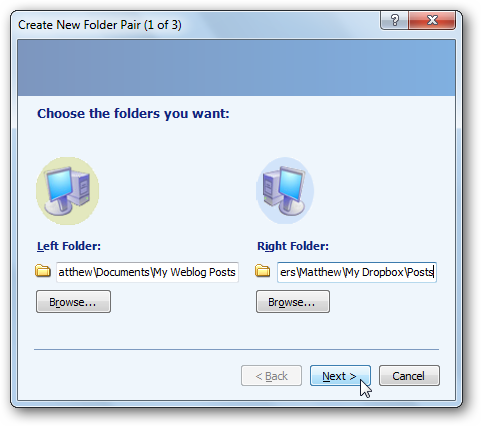 Create New Folder Pair (1 of 3)
?
Choose the folders you want:
Left Folder: Right Folder:
atthew\Documents\My Weblog Posts ers\Matthew\My Dropbox\Posts
Browse... Browse...
< Back Next > Cancel